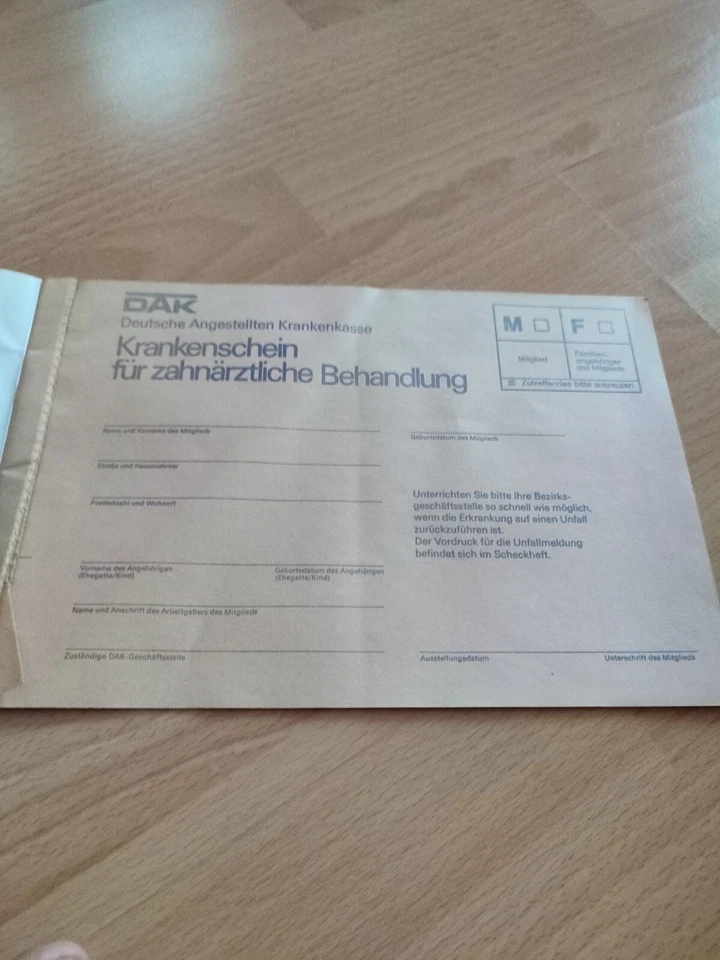 DAK
Deutsche Angestellten Krankenkasse
Krankenschein
für zahnärztliche Behandlung
M F
Mitglied
Familien-
angehöriger
des Mitglieds
☒ Zutreffendes bitte ankreuzen
Name und Vorname des Mitglieds
Geburtsdatum des Mitglieds
Straße und Hausnummer
Postleitzahl und Wohnort
Unterrichten Sie bitte Ihre Bezirks-
geschäftsstelle so schnell wie möglich,
wenn die Erkrankung auf einen Unfall
zurückzuführen ist.
Der Vordruck für die Unfallmeldung
befindet sich im Scheckheft.
Vorname des Angehörigen
(Ehegatte/Kind)
Geburtsdatum des Angehörigen
(Ehegatte/Kind)
Name und Anschrift des Arbeitgebers des Mitglieds
Zuständige DAK-Geschäftsstelle
Ausstellungsdatum
Unterschrift des Mitglieds